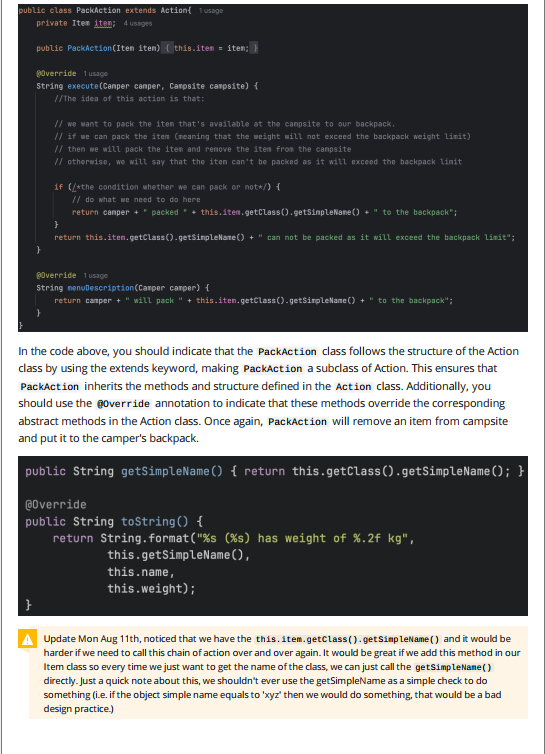 public class PackAction extends Action{ 1 usage
private Item item; 4 usages
public PackAction(Item item) { this.item = item; }
@Override 1 usage
String execute(Camper camper, Campsite campsite) {
//The idea of this action is that:
// we want to pack the item that's available at the campsite to our backpack.
// if we can pack the item (meaning that the weight will not exceed the backpack weight limit)
// then we will pack the item and remove the item from the campsite
// otherwise, we will say that the item can't be packed as it will exceed the backpack limit
if (/*the condition whether we can pack or not*/) {
// do what we need to do here
return camper + " packed " + this.item.getClass().getSimpleName() + " to the backpack";
}
return this.item.getClass().getSimpleName() + " can not be packed as it will exceed the backpack limit";
}
@Override 1 usage
String menuDescription(Camper camper) {
return camper + " will pack " + this.item.getClass().getSimpleName() + " to the backpack";
}
}
In the code above, you should indicate that the PackAction class follows the structure of the Action
class by using the extends keyword, making PackAction a subclass of Action. This ensures that
PackAction inherits the methods and structure defined in the Action class. Additionally, you
should use the @Override annotation to indicate that these methods override the corresponding
abstract methods in the Action class. Once again, PackAction will remove an item from campsite
and put it to the camper's backpack.
public String getSimpleName() { return this.getClass().getSimpleName(); }
@Override
public String toString() {
return String.format("%s (%s) has weight of %.2f kg",
this.getSimpleName(),
this.name,
this.weight);
}
Update Mon Aug 11th, noticed that we have the this.item.getClass().getSimpleName() and it would be
harder if we need to call this chain of action over and over again. It would be great if we add this method in our
Item class so every time we just want to get the name of the class, we can just call the getSimpleName()
directly. Just a quick note about this, we shouldn't ever use the getSimpleName as a simple check to do
something (i.e. if the object simple name equals to 'xyz' then we would do something, that would be a bad
design practice.)